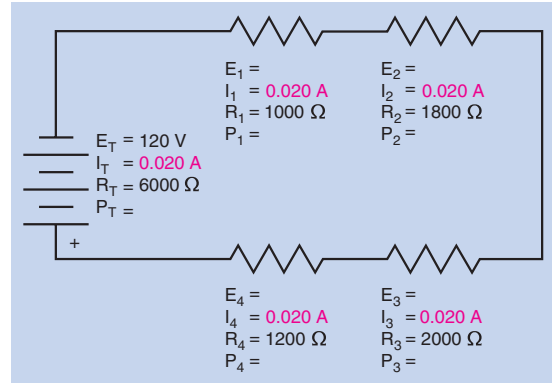 E₁ =
I₁ = 0.020 A
R₁ = 1000 Ω
P₁ =
E₂ =
I₂ = 0.020 A
R₂ = 1800 Ω
P₂ =
E_T = 120 V
I_T = 0.020 A
R_T = 6000 Ω
P_T =
+
E₄ =
I₄ = 0.020 A
R₄ = 1200 Ω
P₄ =
E₃ =
I₃ = 0.020 A
R₃ = 2000 Ω
P₃ =